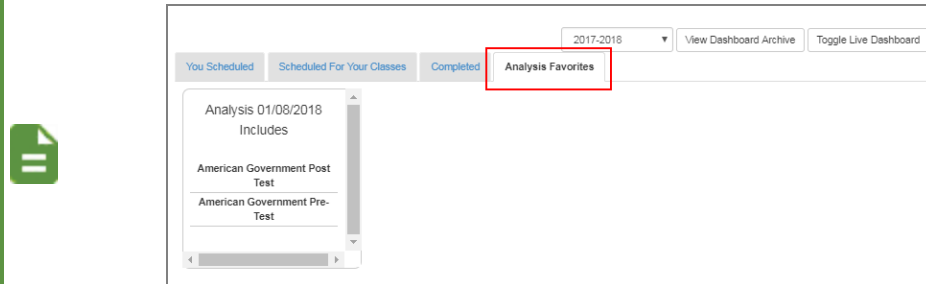 2017-2018 View Dashboard Archive Toggle Live Dashboard
You Scheduled Scheduled For Your Classes Completed Analysis Favorites
Analysis 01/08/2018
Includes
American Government Post
Test
American Government Pre-
Test